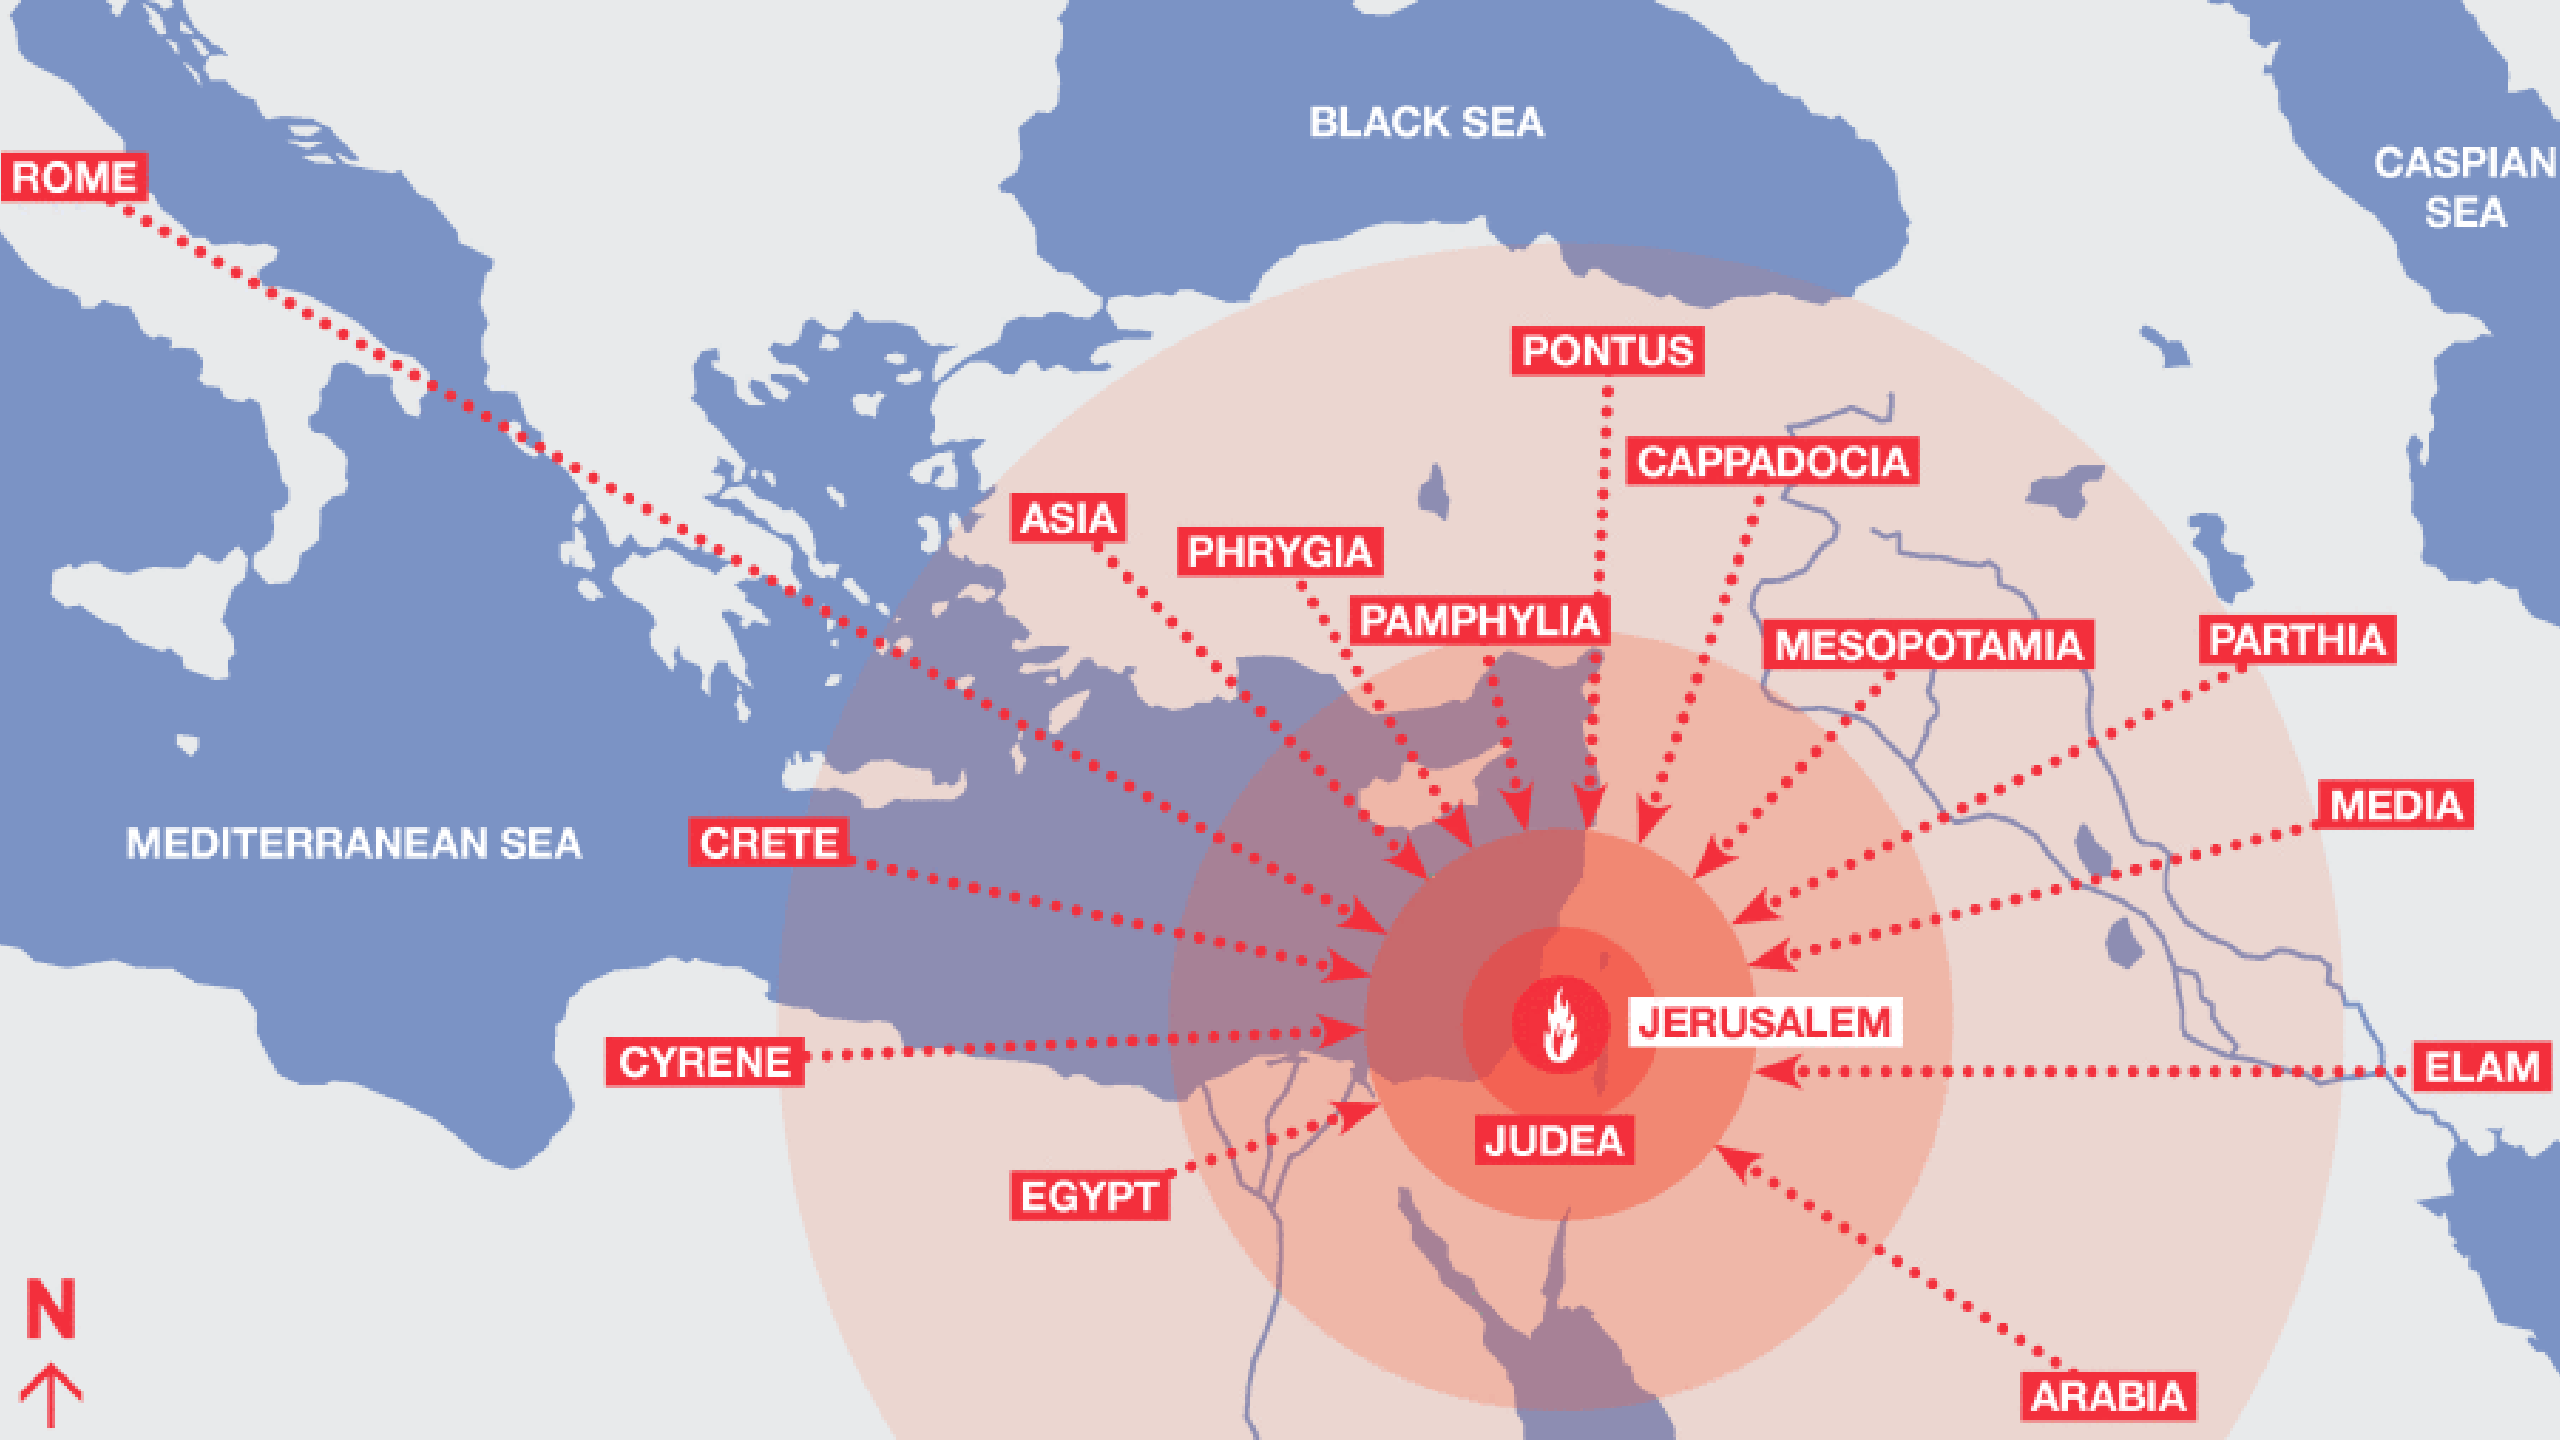 BLACK SEA
CASPIAN
SEA
ROME
PONTUS
CAPPADOCIA
ASIA
PHRYGIA
PAMPHYLIA
MESOPOTAMIA
PARTHIA
MEDIA
MEDITERRANEAN SEA
CRETE
JERUSALEM
CYRENE
ELAM
JUDEA
EGYPT
N
ARABIA